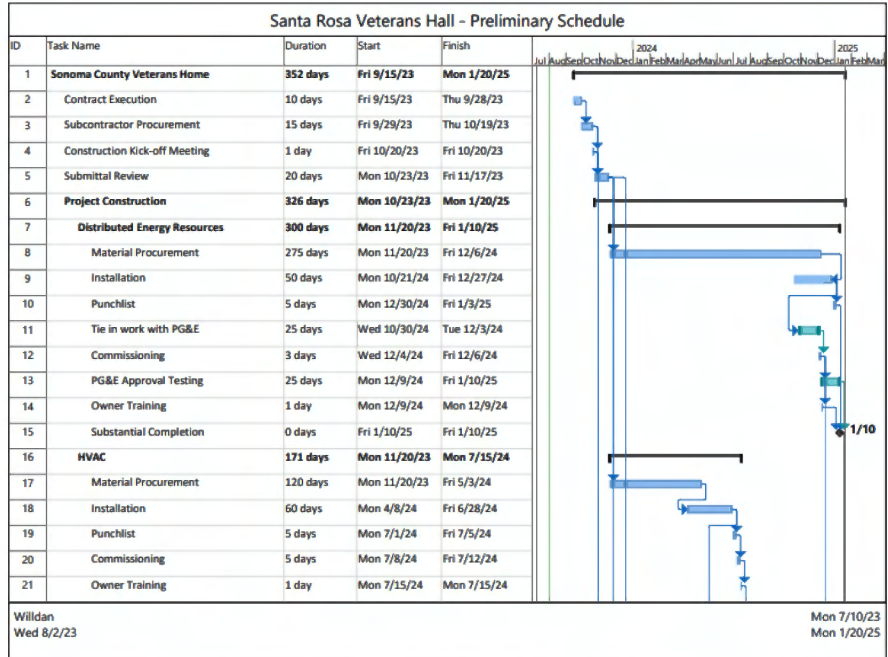 Santa Rosa Veterans Hall - Preliminary Schedule
ID Task Name Duration Start Finish 2024 2025
Jul Aug Sep Oct Nov Dec Jan Feb Mar Apr May Jun Jul Aug Sep Oct Nov Dec Jan Feb Mar
1 Sonoma County Veterans Home 352 days Fri 9/15/23 Mon 1/20/25
2 Contract Execution 10 days Fri 9/15/23 Thu 9/28/23
3 Subcontractor Procurement 15 days Fri 9/29/23 Thu 10/19/23
4 Construction Kick-off Meeting 1 day Fri 10/20/23 Fri 10/20/23
5 Submittal Review 20 days Mon 10/23/23 Fri 11/17/23
6 Project Construction 326 days Mon 10/23/23 Mon 1/20/25
7 Distributed Energy Resources 300 days Mon 11/20/23 Fri 1/10/25
8 Material Procurement 275 days Mon 11/20/23 Fri 12/6/24
9 Installation 50 days Mon 10/21/24 Fri 12/27/24
10 Punchlist 5 days Mon 12/30/24 Fri 1/3/25
11 Tie in work with PG&E 25 days Wed 10/30/24 Tue 12/3/24
12 Commissioning 3 days Wed 12/4/24 Fri 12/6/24
13 PG&E Approval Testing 25 days Mon 12/9/24 Fri 1/10/25
14 Owner Training 1 day Mon 12/9/24 Mon 12/9/24
15 Substantial Completion 0 days Fri 1/10/25 Fri 1/10/25 1/10
16 HVAC 171 days Mon 11/20/23 Mon 7/15/24
17 Material Procurement 120 days Mon 11/20/23 Fri 5/3/24
18 Installation 60 days Mon 4/8/24 Fri 6/28/24
19 Punchlist 5 days Mon 7/1/24 Fri 7/5/24
20 Commissioning 5 days Mon 7/8/24 Fri 7/12/24
21 Owner Training 1 day Mon 7/15/24 Mon 7/15/24
Willdan Mon 7/10/23
Wed 8/2/23 Mon 1/20/25